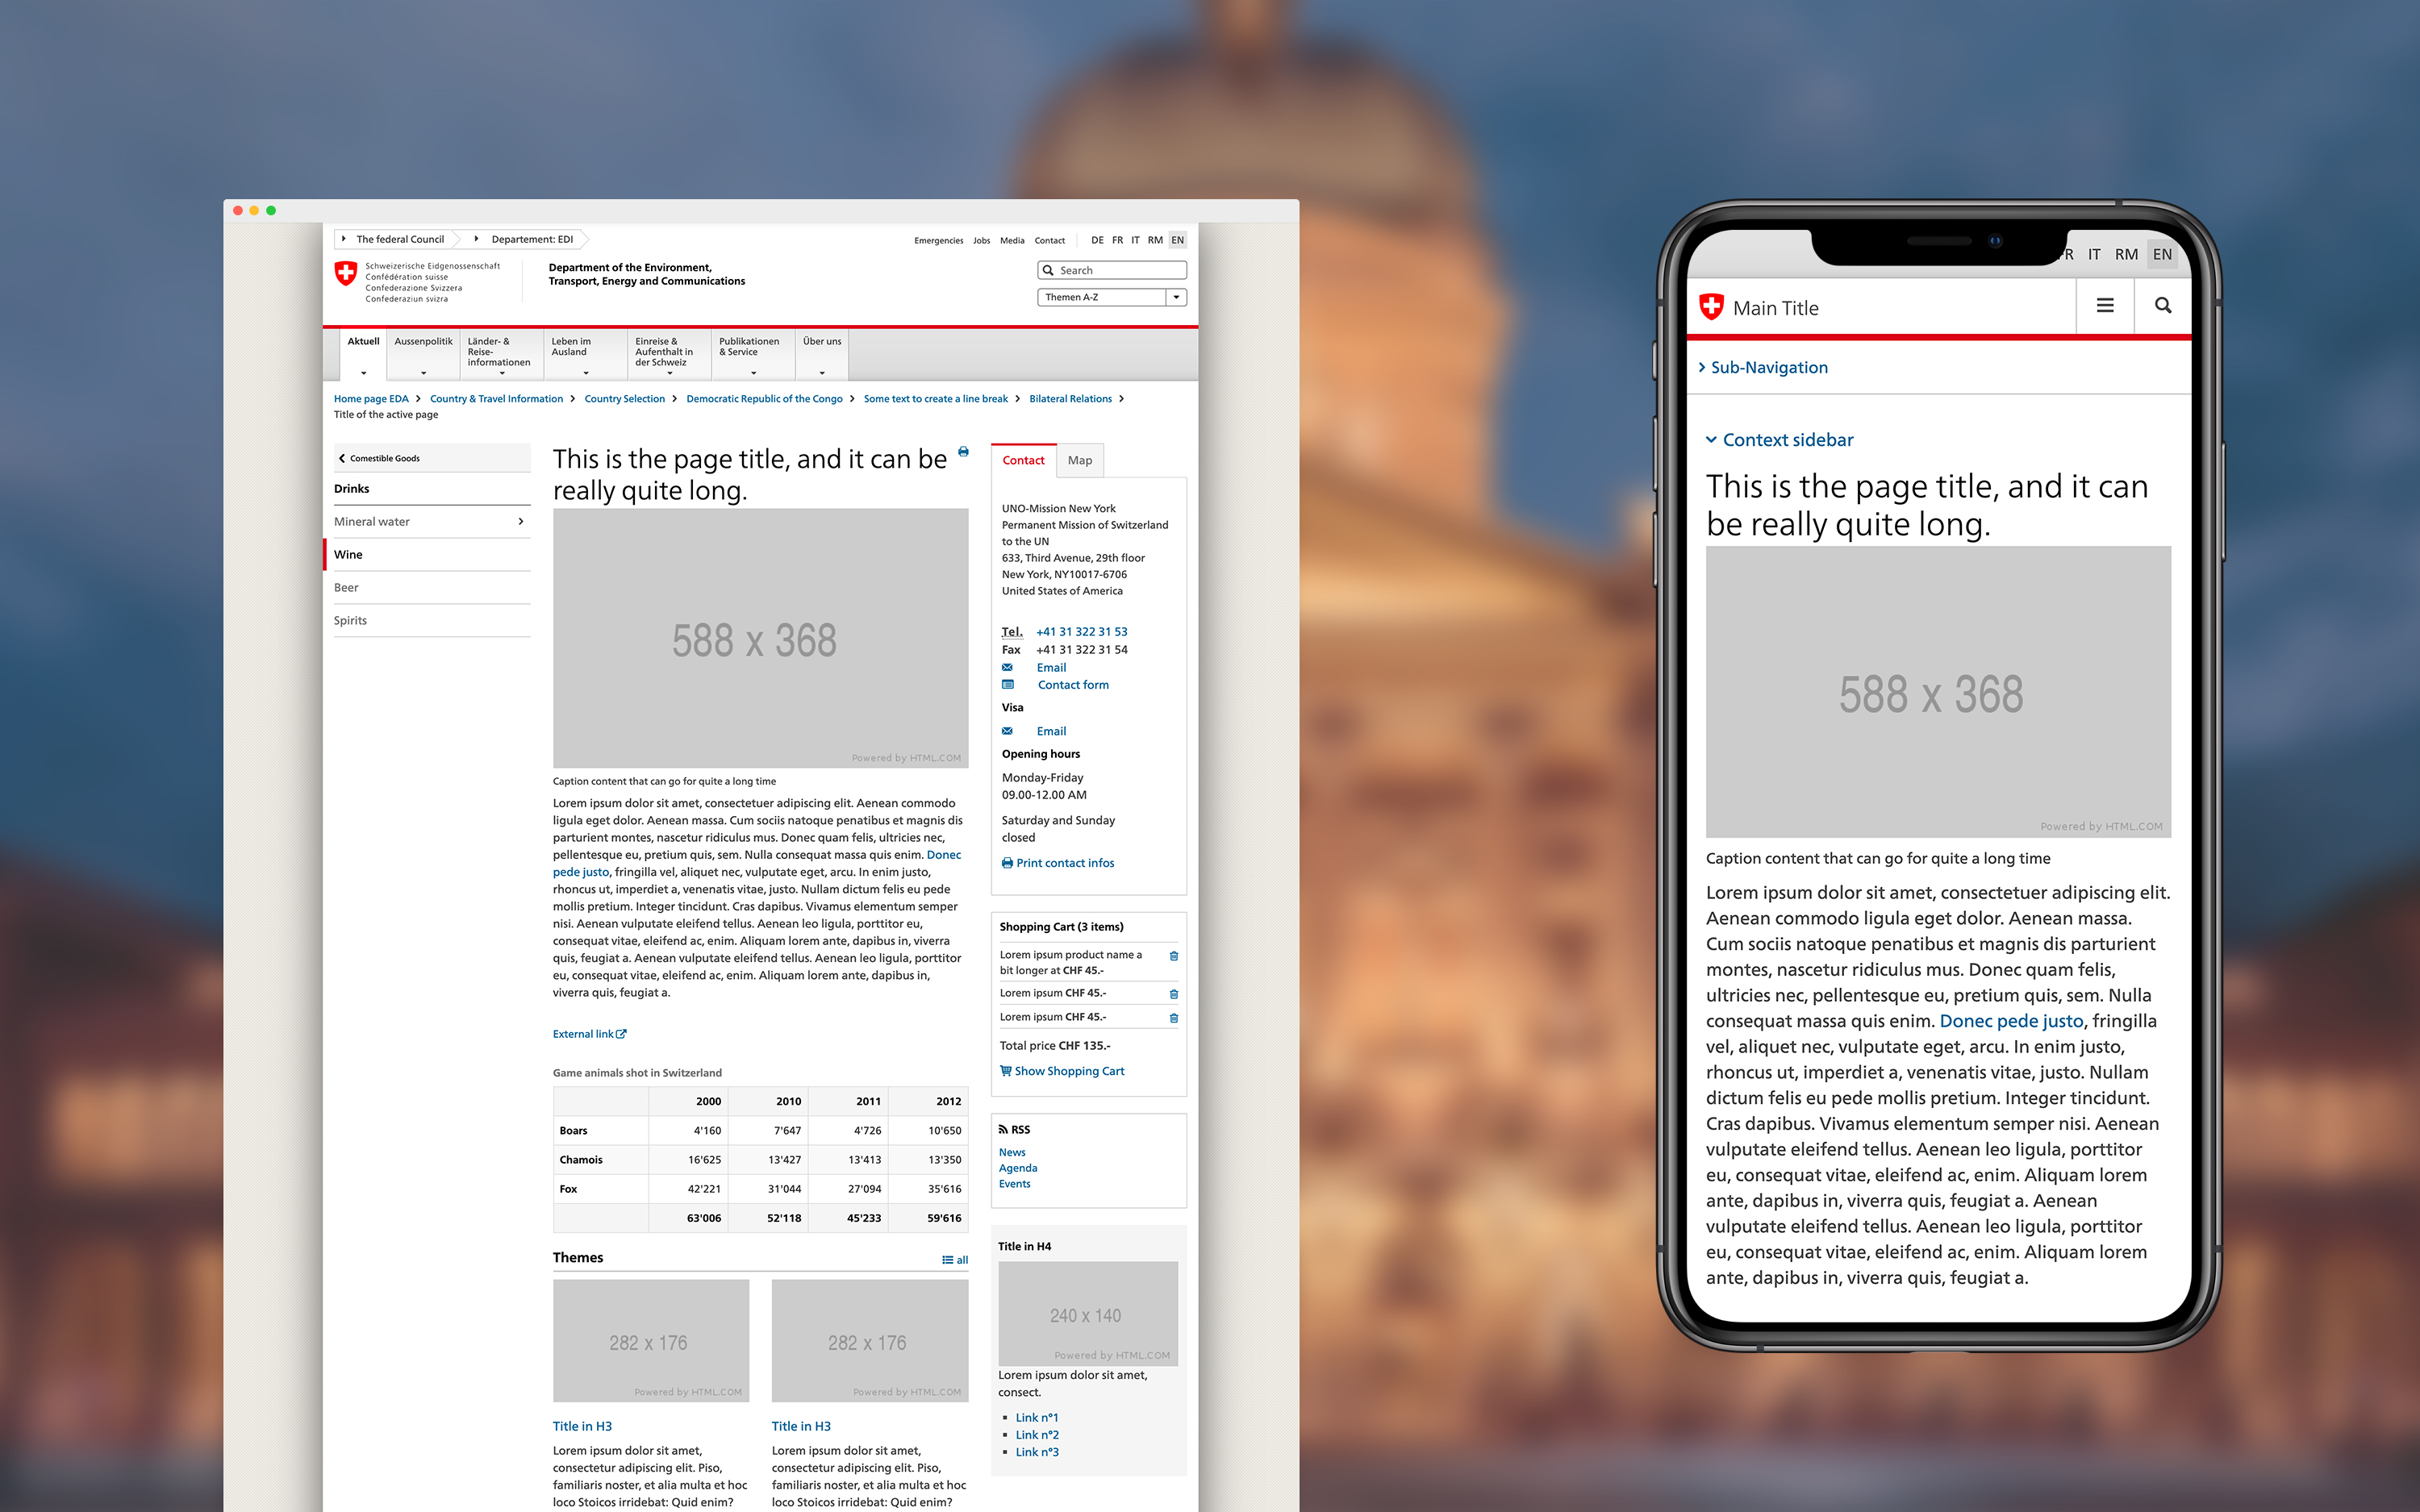 The federal Council
Departement: EDI
Emergencies Jobs Media Contact DE FR IT RM EN
Schweizerische Eidgenossenschaft
Confédération suisse
Confederazione Svizzera
Confederaziun svizra
Department of the Environment,
Transport, Energy and Communications
Search
Themen A-Z
Aktuell
Aussenpolitik
Länder- &
Reise-
informationen
Leben im
Ausland
Einreise &
Aufenthalt in
der Schweiz
Publikationen
& Service
Über uns
Home page EDA Country & Travel Information Country Selection Democratic Republic of the Congo Some text to create a line break Bilateral Relations
Title of the active page
Comestible Goods
Drinks
Mineral water
Wine
Beer
Spirits
This is the page title, and it can be
really quite long.
588 x 368
Powered by HTML.COM
Caption content that can go for quite a long time
Lorem ipsum dolor sit amet, consectetuer adipiscing elit. Aenean commodo
ligula eget dolor. Aenean massa. Cum sociis natoque penatibus et magnis dis
parturient montes, nascetur ridiculus mus. Donec quam felis, ultricies nec,
pellentesque eu, pretium quis, sem. Nulla consequat massa quis enim. Donec
pede justo, fringilla vel, aliquet nec, vulputate eget, arcu. In enim justo,
rhoncus ut, imperdiet a, venenatis vitae, justo. Nullam dictum felis eu pede
mollis pretium. Integer tincidunt. Cras dapibus. Vivamus elementum semper
nisi. Aenean vulputate eleifend tellus. Aenean leo ligula, porttitor eu,
consequat vitae, eleifend ac, enim. Aliquam lorem ante, dapibus in, viverra
quis, feugiat a. Aenean vulputate eleifend tellus. Aenean leo ligula, porttitor
eu, consequat vitae, eleifend ac, enim. Aliquam lorem ante, dapibus in,
viverra quis, feugiat a.
External link
Game animals shot in Switzerland
2000 2010 2011 2012
Boars 4'160 7'647 4'726 10'650
Chamois 16'625 13'427 13'413 13'350
Fox 42'221 31'044 27'094 35'616
63'006 52'118 45'233 59'616
Themes
all
282 x 176
Powered by HTML.COM
Title in H3
Lorem ipsum dolor sit amet,
consectetur adipiscing elit. Piso,
familiaris noster, et alia multa et hoc
loco Stoicos irridebat: Quid enim?
282 x 176
Powered by HTML.COM
Title in H3
Lorem ipsum dolor sit amet,
consectetur adipiscing elit. Piso,
familiaris noster, et alia multa et hoc
loco Stoicos irridebat: Quid enim?
Contact
Map
UNO-Mission New York
Permanent Mission of Switzerland
to the UN
633, Third Avenue, 29th floor
New York, NY10017-6706
United States of America
Tel. +41 31 322 31 53
Fax +41 31 322 31 54
Email
Contact form
Visa
Email
Opening hours
Monday-Friday
09.00-12.00 AM
Saturday and Sunday
closed
Print contact infos
Shopping Cart (3 items)
Lorem ipsum product name a
bit longer at CHF 45.-
Lorem ipsum CHF 45.-
Lorem ipsum CHF 45.-
Total price CHF 135.-
Show Shopping Cart
RSS
News
Agenda
Events
Title in H4
240 x 140
Powered by HTML.COM
Lorem ipsum dolor sit amet,
consect.
Link n°1
Link n°2
Link n°3
IT RM EN
Main Title
Sub-Navigation
Context sidebar
This is the page title, and it can
be really quite long.
588 x 368
Powered by HTML.COM
Caption content that can go for quite a long time
Lorem ipsum dolor sit amet, consectetuer adipiscing elit.
Aenean commodo ligula eget dolor. Aenean massa.
Cum sociis natoque penatibus et magnis dis parturient
montes, nascetur ridiculus mus. Donec quam felis,
ultricies nec, pellentesque eu, pretium quis, sem. Nulla
consequat massa quis enim. Donec pede justo, fringilla
vel, aliquet nec, vulputate eget, arcu. In enim justo,
rhoncus ut, imperdiet a, venenatis vitae, justo. Nullam
dictum felis eu pede mollis pretium. Integer tincidunt.
Cras dapibus. Vivamus elementum semper nisi. Aenean
vulputate eleifend tellus. Aenean leo ligula, porttitor
eu, consequat vitae, eleifend ac, enim. Aliquam lorem
ante, dapibus in, viverra quis, feugiat a. Aenean
vulputate eleifend tellus. Aenean leo ligula, porttitor
eu, consequat vitae, eleifend ac, enim. Aliquam lorem
ante, dapibus in, viverra quis, feugiat a.